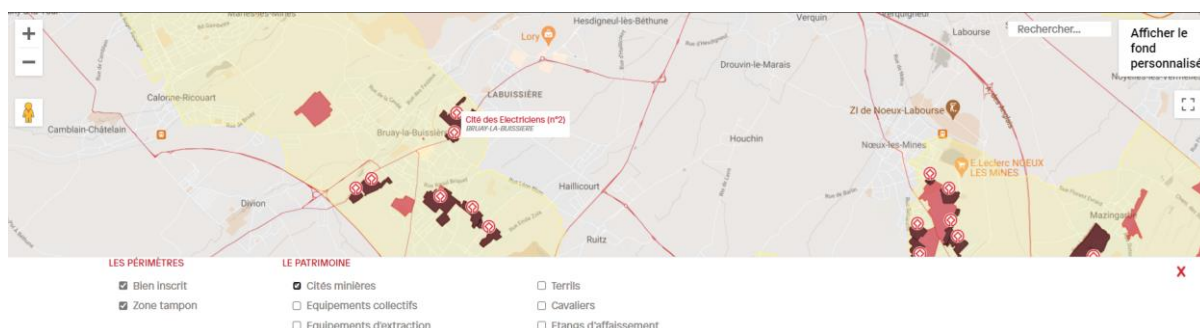 Marles-les-Mines
Hesdigneul-lès-Béthune
Verquin
Labourse
Rechercher...
Afficher le
fond
personnalisé
+
−
Lory
Drouvin-le-Marais
Noyelles-lès-Vermelles
Calonne-Ricouart
LABUISSIÈRE
ZI de Noeux-Labourse
Cité des Electriciens (n°2)
BRUAY-LA-BUISSIERE
Camblain-Châtelain
Bruay-la-Buissière
Houchin
Nœux-les-Mines
E.Leclerc NOEUX
LES MINES
Haillicourt
Divion
Mazingarbe
Ruitz
LES PÉRIMÈTRES
LE PATRIMOINE
X
Bien inscrit
Cités minières
Terrils
Zone tampon
Equipements collectifs
Cavaliers
Equipements d'extraction
Etangs d'affaissement